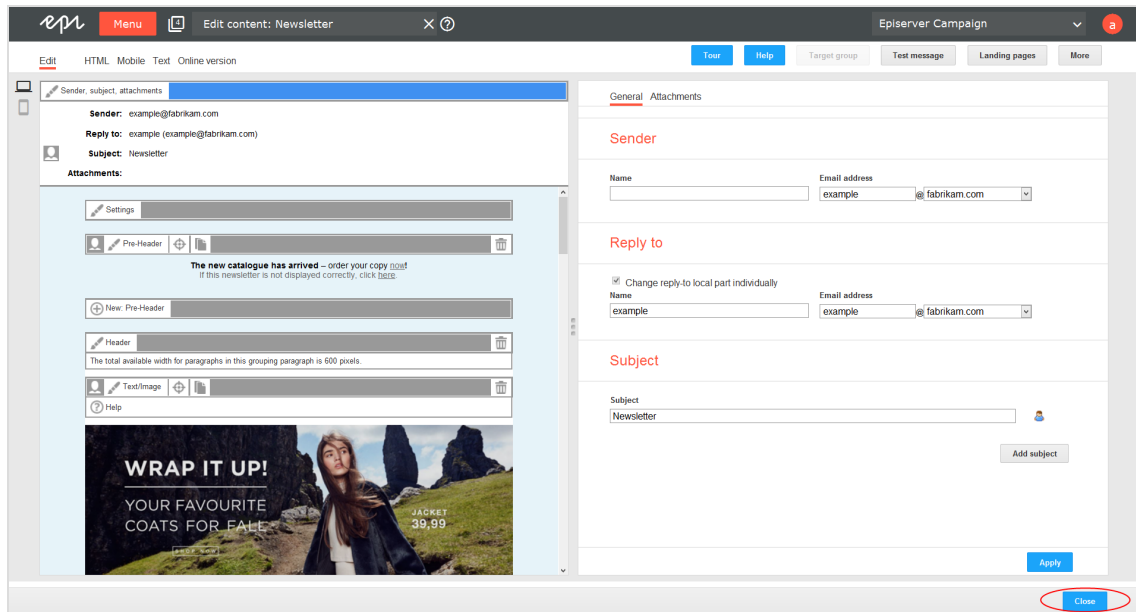 epi Menu 4 Edit content: Newsletter Episerver Campaign a
Edit HTML Mobile Text Online version Tour Help Target group Test message Landing pages More
Sender, subject, attachments
Sender: example@fabrikam.com
Reply to: example (example@fabrikam.com)
Subject: Newsletter
Attachments:
Settings
Pre-Header
The new catalogue has arrived – order your copy now!
If this newsletter is not displayed correctly, click here.
New: Pre-Header
Header
The total available width for paragraphs in this grouping paragraph is 600 pixels.
Text/Image
Help
WRAP IT UP!
YOUR FAVOURITE
COATS FOR FALL
SHOP NOW
JACKET
39,99
General Attachments
Sender
Name Email address
example @ fabrikam.com
Reply to
Change reply-to local part individually
Name Email address
example example @ fabrikam.com
Subject
Subject
Newsletter
Add subject
Apply
Close